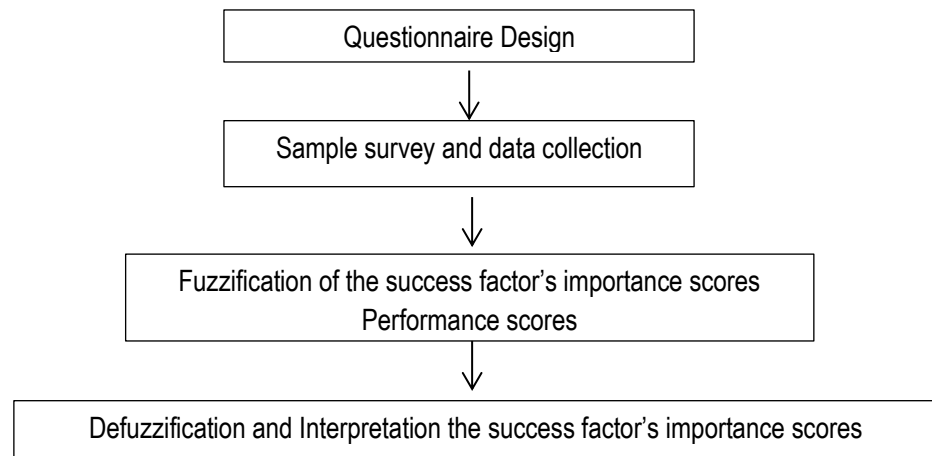 Questionnaire Design
Sample survey and data collection
Fuzzification of the success factor’s importance scores
Performance scores
Defuzzification and Interpretation the success factor’s importance scores